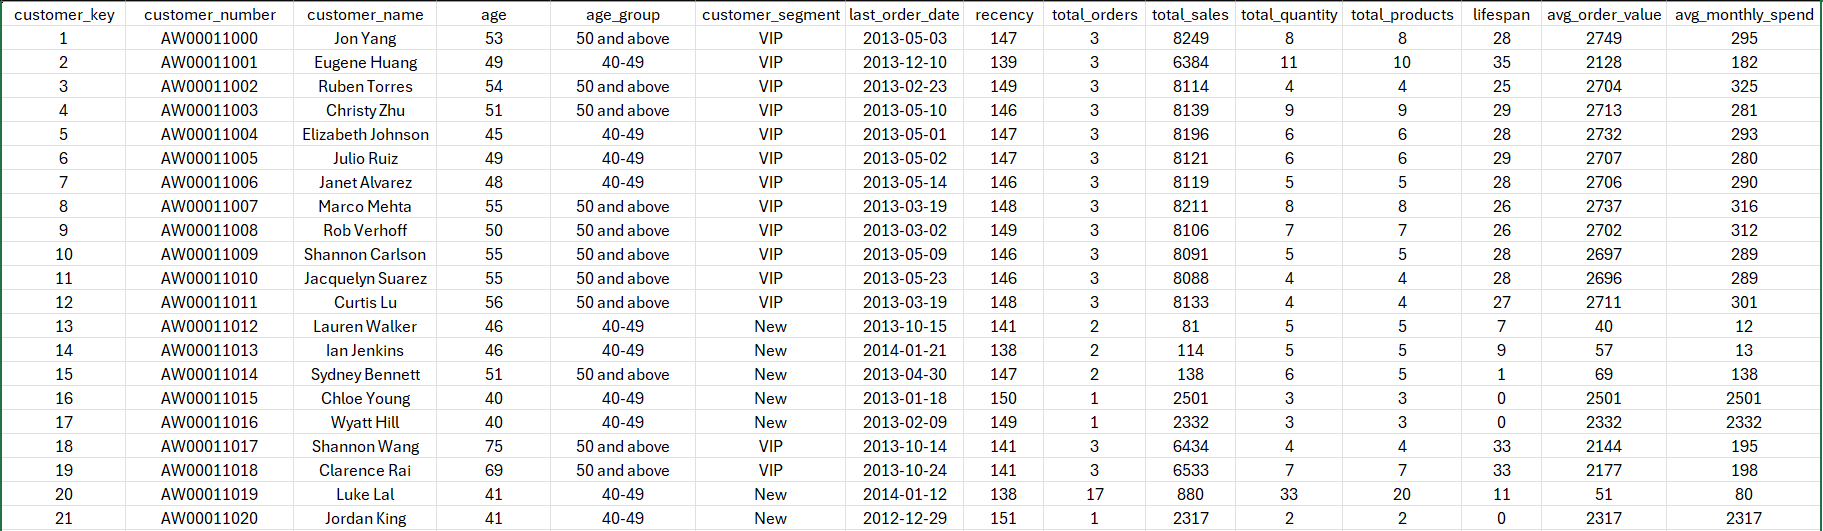 customer_key customer_number customer_name age age_group customer_segment last_order_date recency total_orders total_sales total_quantity total_products lifespan avg_order_value avg_monthly_spend
1 AW00011000 Jon Yang 53 50 and above VIP 2013-05-03 147 3 8249 8 8 28 2749 295
2 AW00011001 Eugene Huang 49 40-49 VIP 2013-12-10 139 3 6384 11 10 35 2128 182
3 AW00011002 Ruben Torres 54 50 and above VIP 2013-02-23 149 3 8114 4 4 25 2704 325
4 AW00011003 Christy Zhu 51 50 and above VIP 2013-05-10 146 3 8139 9 9 29 2713 281
5 AW00011004 Elizabeth Johnson 45 40-49 VIP 2013-05-01 147 3 8196 6 6 28 2732 293
6 AW00011005 Julio Ruiz 49 40-49 VIP 2013-05-02 147 3 8121 6 6 29 2707 280
7 AW00011006 Janet Alvarez 48 40-49 VIP 2013-05-14 146 3 8119 5 5 28 2706 290
8 AW00011007 Marco Mehta 55 50 and above VIP 2013-03-19 148 3 8211 8 8 26 2737 316
9 AW00011008 Rob Verhoff 50 50 and above VIP 2013-03-02 149 3 8106 7 7 26 2702 312
10 AW00011009 Shannon Carlson 55 50 and above VIP 2013-05-09 146 3 8091 5 5 28 2697 289
11 AW00011010 Jacquelyn Suarez 55 50 and above VIP 2013-05-23 146 3 8088 4 4 28 2696 289
12 AW00011011 Curtis Lu 56 50 and above VIP 2013-03-19 148 3 8133 4 4 27 2711 301
13 AW00011012 Lauren Walker 46 40-49 New 2013-10-15 141 2 81 5 5 7 40 12
14 AW00011013 Ian Jenkins 46 40-49 New 2014-01-21 138 2 114 5 5 9 57 13
15 AW00011014 Sydney Bennett 51 50 and above New 2013-04-30 147 2 138 6 5 1 69 138
16 AW00011015 Chloe Young 40 40-49 New 2013-01-18 150 1 2501 3 3 0 2501 2501
17 AW00011016 Wyatt Hill 40 40-49 New 2013-02-09 149 1 2332 3 3 0 2332 2332
18 AW00011017 Shannon Wang 75 50 and above VIP 2013-10-14 141 3 6434 4 4 33 2144 195
19 AW00011018 Clarence Rai 69 50 and above VIP 2013-10-24 141 3 6533 7 7 33 2177 198
20 AW00011019 Luke Lal 41 40-49 New 2014-01-12 138 17 880 33 20 11 51 80
21 AW00011020 Jordan King 41 40-49 New 2012-12-29 151 1 2317 2 2 0 2317 2317